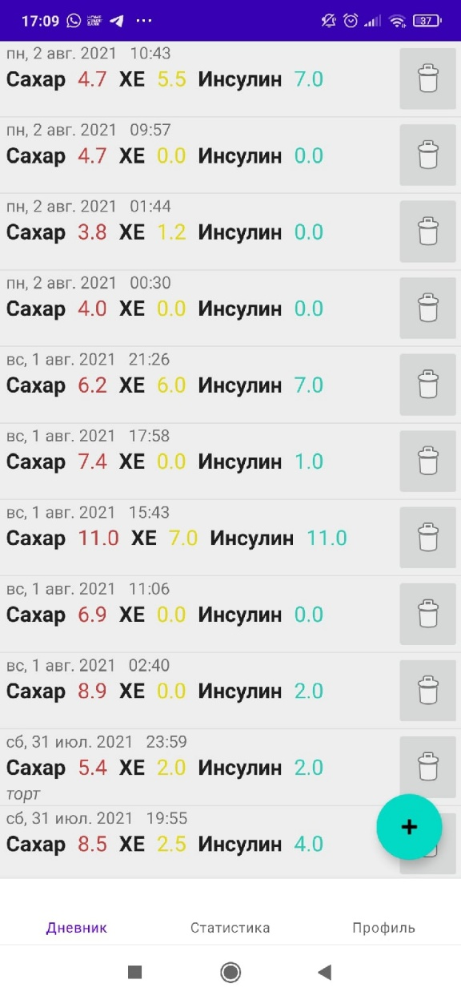 17:09 HOME CREDIT BANK 37
пн, 2 авг. 2021 10:43
Сахар 4.7 ХЕ 5.5 Инсулин 7.0
пн, 2 авг. 2021 09:57
Сахар 4.7 ХЕ 0.0 Инсулин 0.0
пн, 2 авг. 2021 01:44
Сахар 3.8 ХЕ 1.2 Инсулин 0.0
пн, 2 авг. 2021 00:30
Сахар 4.0 ХЕ 0.0 Инсулин 0.0
вс, 1 авг. 2021 21:26
Сахар 6.2 ХЕ 6.0 Инсулин 7.0
вс, 1 авг. 2021 17:58
Сахар 7.4 ХЕ 0.0 Инсулин 1.0
вс, 1 авг. 2021 15:43
Сахар 11.0 ХЕ 7.0 Инсулин 11.0
вс, 1 авг. 2021 11:06
Сахар 6.9 ХЕ 0.0 Инсулин 0.0
вс, 1 авг. 2021 02:40
Сахар 8.9 ХЕ 0.0 Инсулин 2.0
сб, 31 июл. 2021 23:59
Сахар 5.4 ХЕ 2.0 Инсулин 2.0
торт
сб, 31 июл. 2021 19:55
Сахар 8.5 ХЕ 2.5 Инсулин 4.0
+
Дневник Статистика Профиль